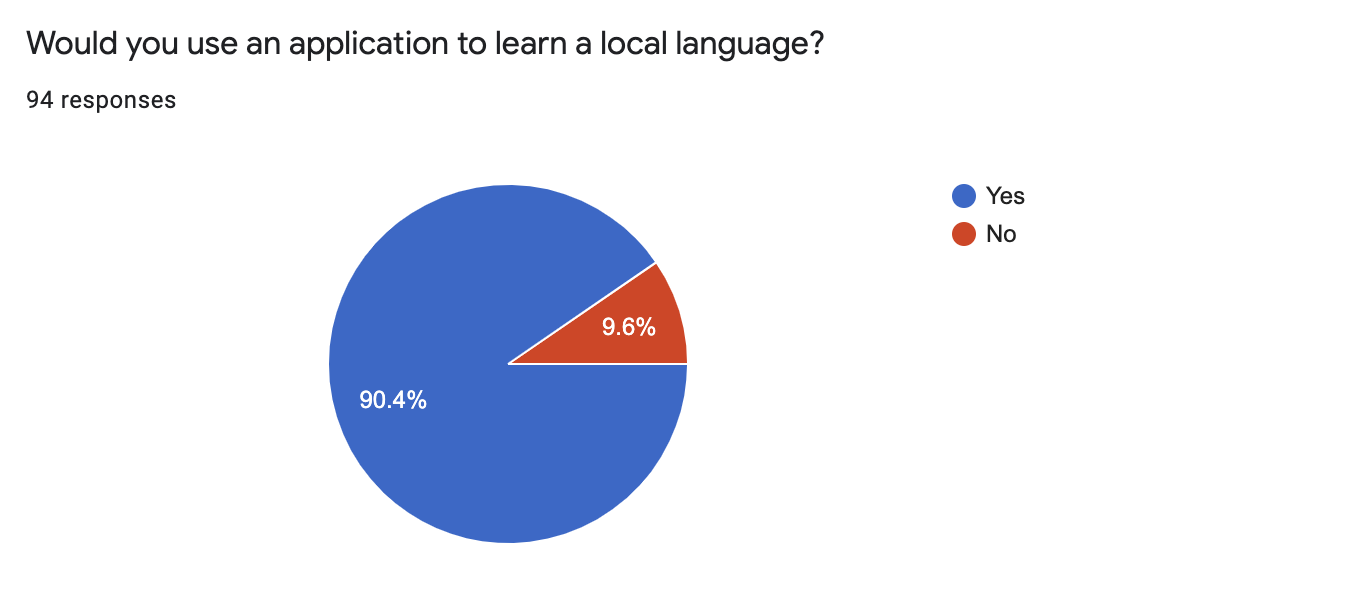 Would you use an application to learn a local language?
94 responses
Yes
No
9.6%
90.4%